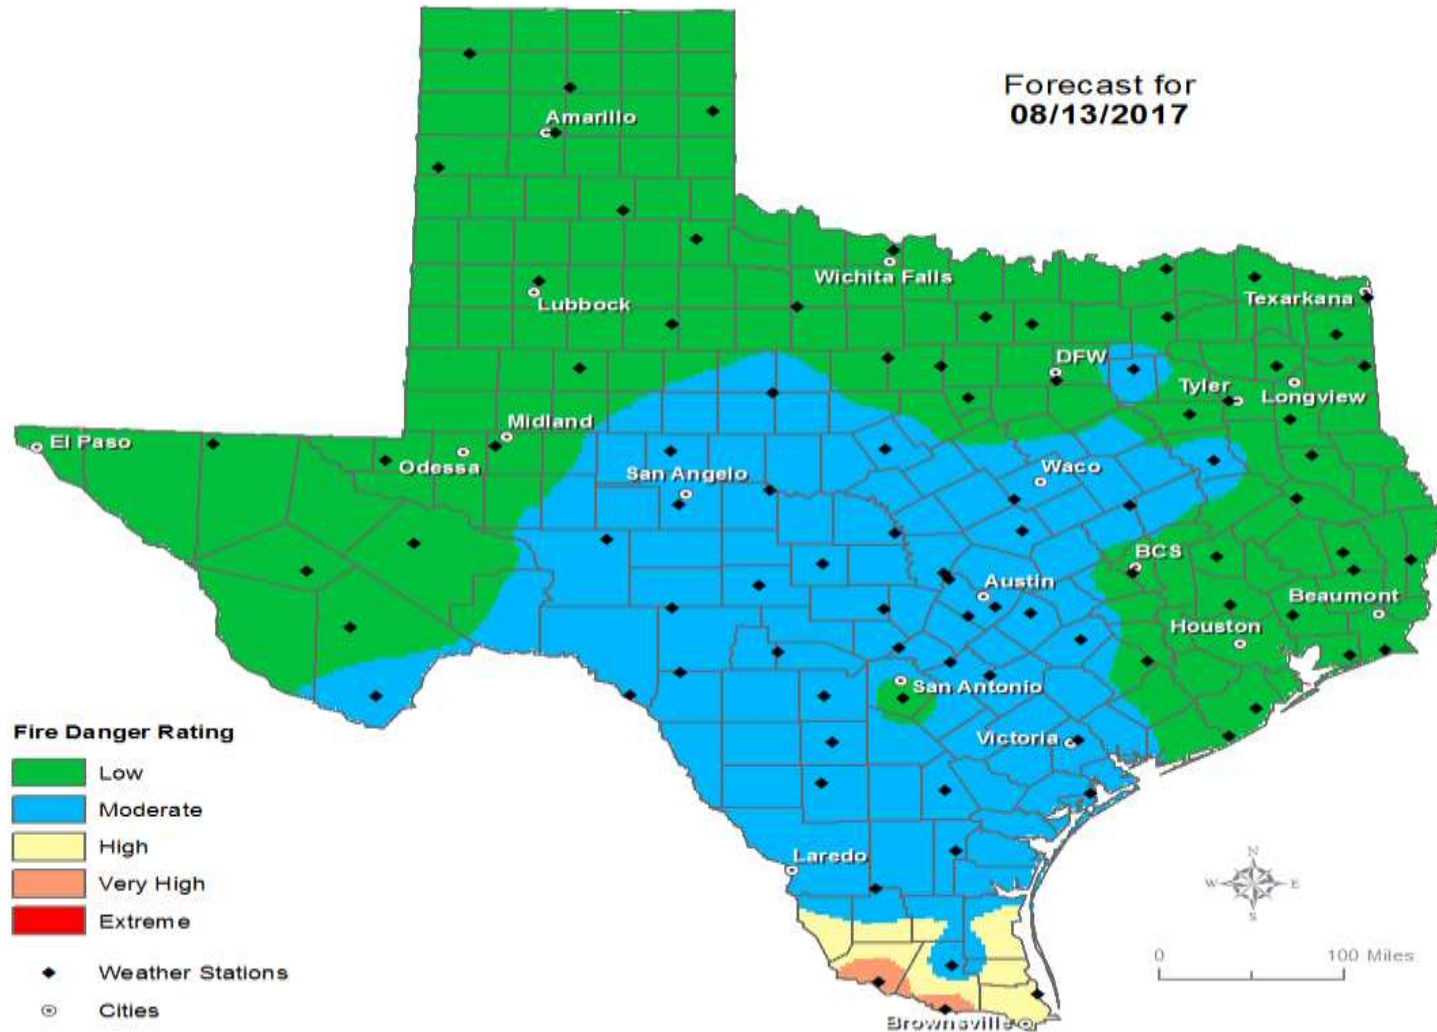 Forecast for
08/13/2017
Amarillo
Wichita Falls
Lubbock
Texarkana
DFW
Tyler
Longview
Midland
El Paso
Odessa
San Angelo
Waco
BCS
Austin
Beaumont
Houston
San Antonio
Victoria
Laredo
Brownsville
Fire Danger Rating
Low
Moderate
High
Very High
Extreme
Weather Stations
Cities
N
W E
S
0 100 Miles